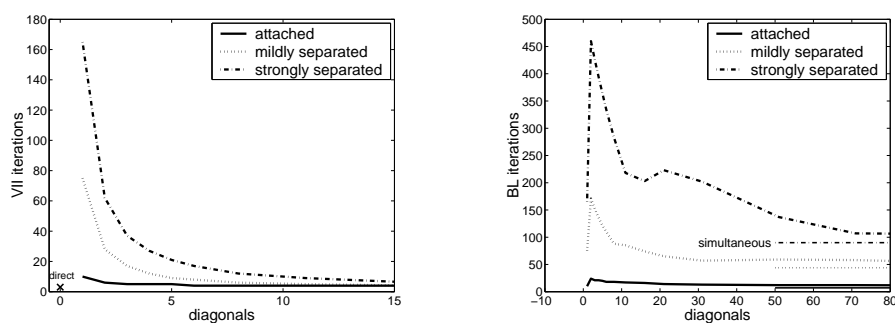 180
160
140
120
100
80
60
40
20
0
VII iterations
attached
mildly separated
strongly separated
direct
0
5
10
15
diagonals
500
450
400
350
300
250
200
150
100
50
0
BL iterations
attached
mildly separated
strongly separated
simultaneous
−10
0
10
20
30
40
50
60
70
80
diagonals